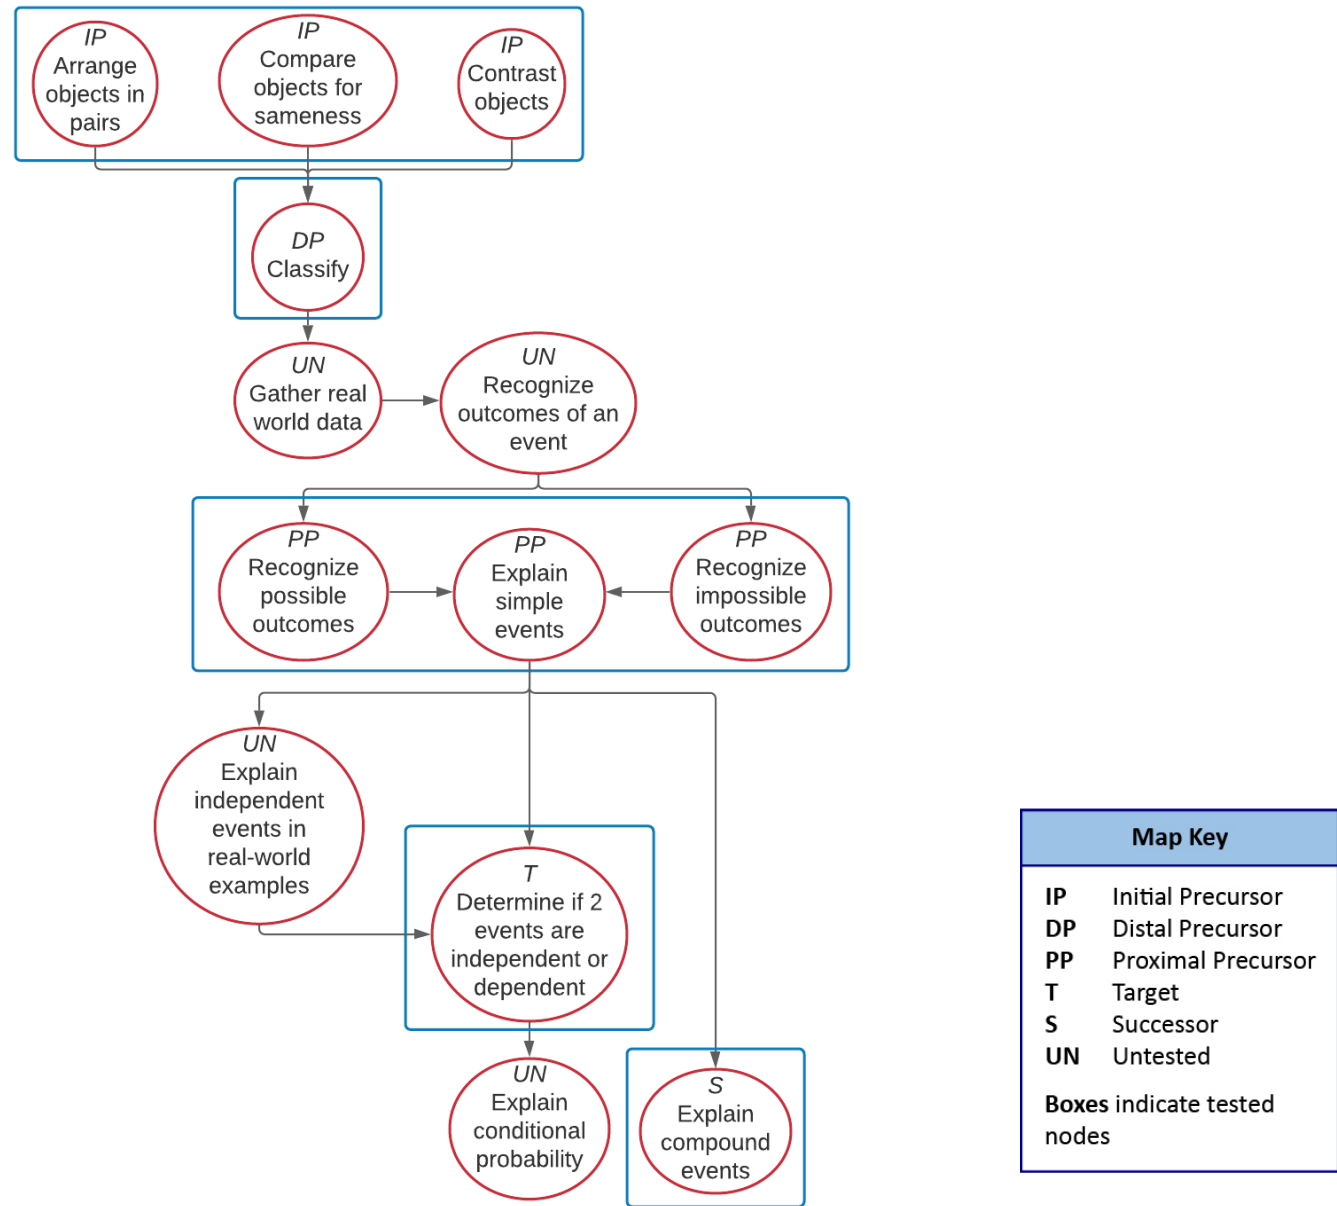 IP
Arrange
objects in
pairs
IP
Compare
objects for
sameness
IP
Contrast
objects
DP
Classify
UN
Gather real
world data
UN
Recognize
outcomes of an
event
PP
Recognize
possible
outcomes
PP
Explain
simple
events
PP
Recognize
impossible
outcomes
UN
Explain
independent
events in
real-world
examples
T
Determine if 2
events are
independent or
dependent
UN
Explain
conditional
probability
S
Explain
compound
events
Map Key
IP Initial Precursor
DP Distal Precursor
PP Proximal Precursor
T Target
S Successor
UN Untested
Boxes indicate tested
nodes